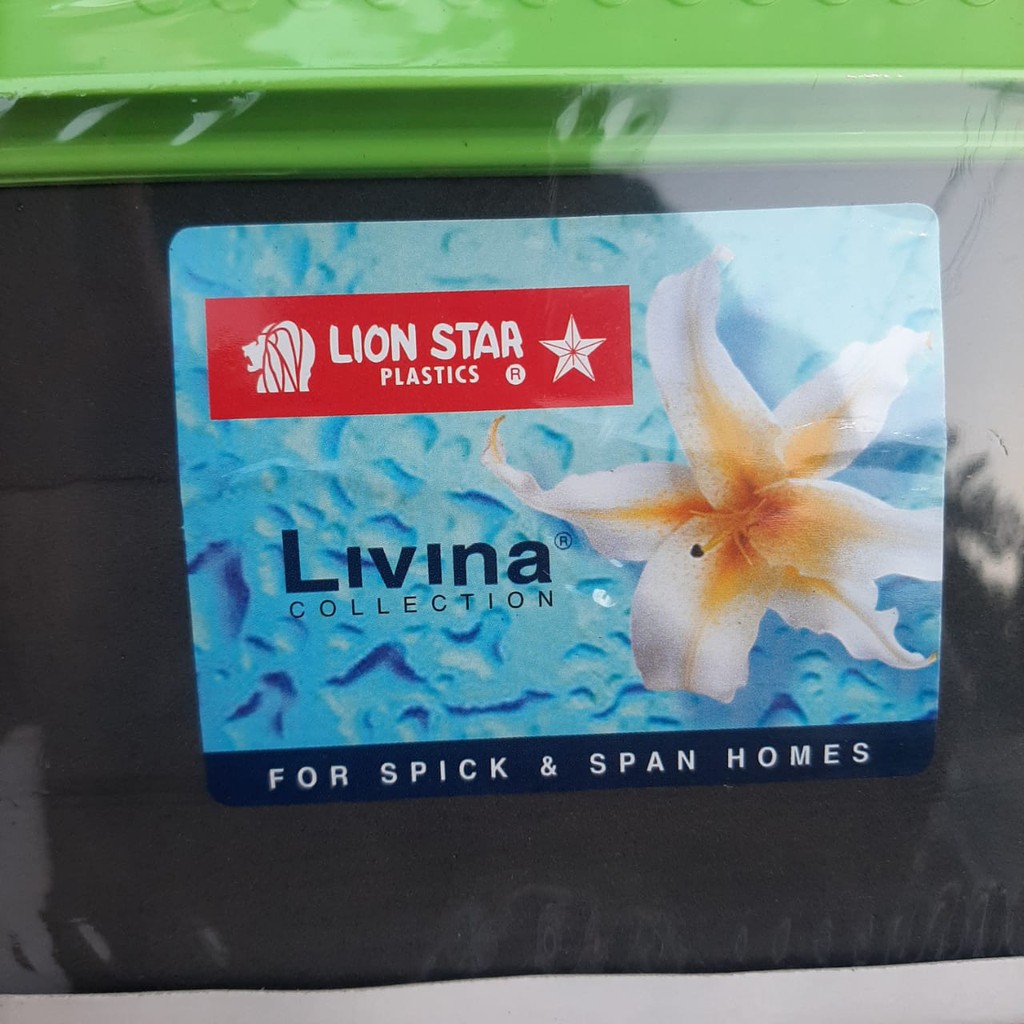 LION STAR
PLASTICS ®
Livina®
COLLECTION
FOR SPICK & SPAN HOMES